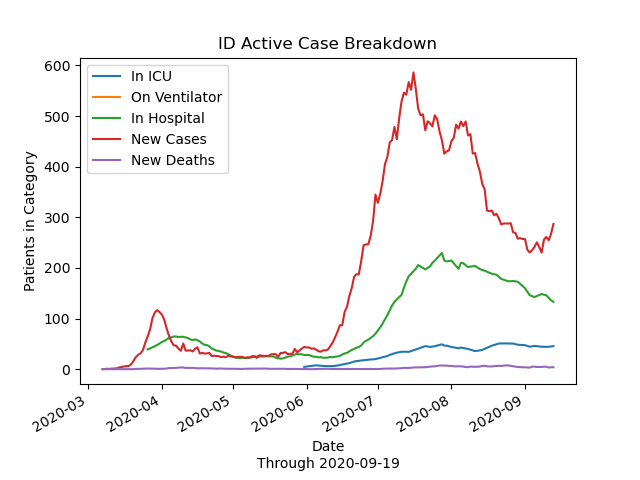 ID Active Case Breakdown
600
500
400
300
200
100
0
Patients in Category
In ICU
On Ventilator
In Hospital
New Cases
New Deaths
2020-03
2020-04
2020-05
2020-06
2020-07
2020-08
2020-09
Date
Through 2020-09-19